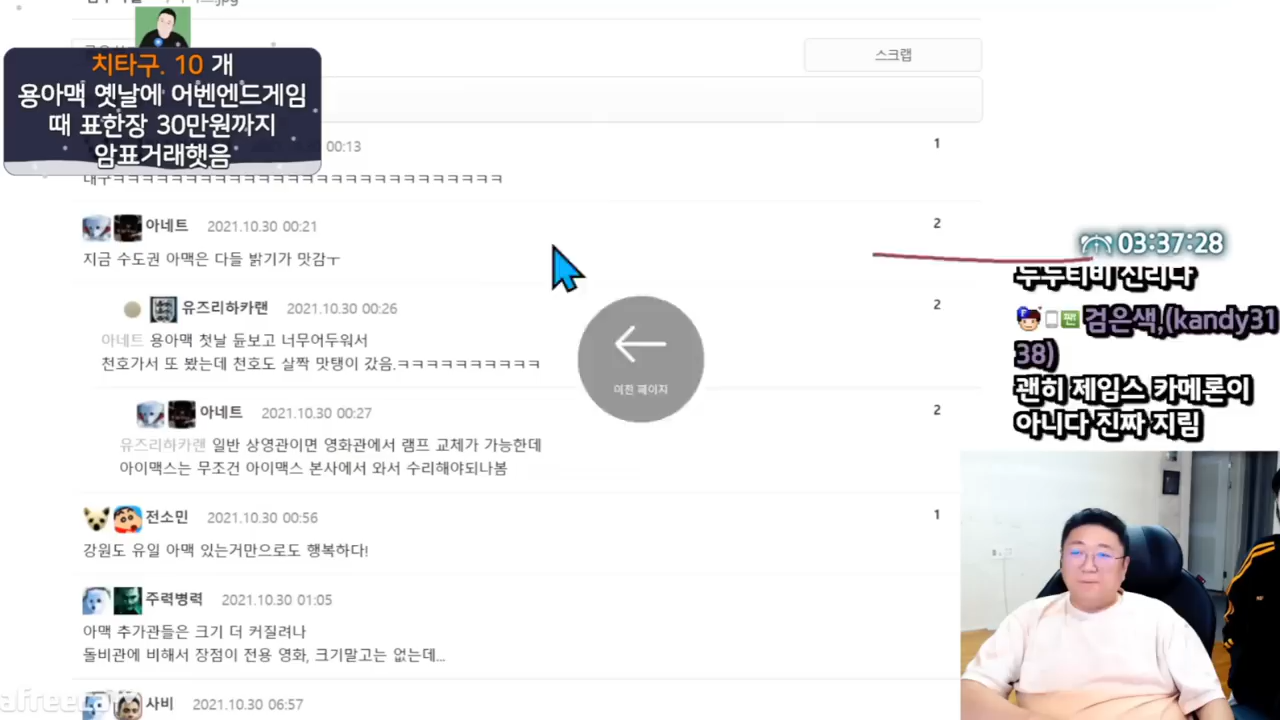 치타구. 10 개
용아맥 옛날에 어벤엔드게임
때 표한장 30만원까지
암표거래햇음
스크랩
00:13
1
대구ㅋㅋㅋㅋㅋㅋㅋㅋㅋㅋㅋㅋㅋㅋㅋㅋㅋㅋㅋㅋㅋㅋㅋㅋㅋ
아네트 2021.10.30 00:21
2
지금 수도권 아맥은 다들 밝기가 맛감ㅜ
유즈리하카랜 2021.10.30 00:26
2
아네트 용아맥 첫날 듄보고 너무어두워서
천호가서 또 봤는데 천호도 살짝 맛탱이 갔음.ㅋㅋㅋㅋㅋㅋㅋㅋㅋㅋ
이전 페이지
아네트 2021.10.30 00:27
2
유즈리하카랜 일반 상영관이면 영화관에서 램프 교체가 가능한데
아이맥스는 무조건 아이맥스 본사에서 와서 수리해야되나봄
전소민 2021.10.30 00:56
1
강원도 유일 아맥 있는거만으로도 행복하다!
주력병력 2021.10.30 01:05
아맥 추가관들은 크기 더 커질려나
돌비관에 비해서 장점이 전용 영화, 크기말고는 없는데...
사비 2021.10.30 06:57
03:37:28
검은색,(kandy31
38)
괜히 제임스 카메론이
아니다 진짜 지림